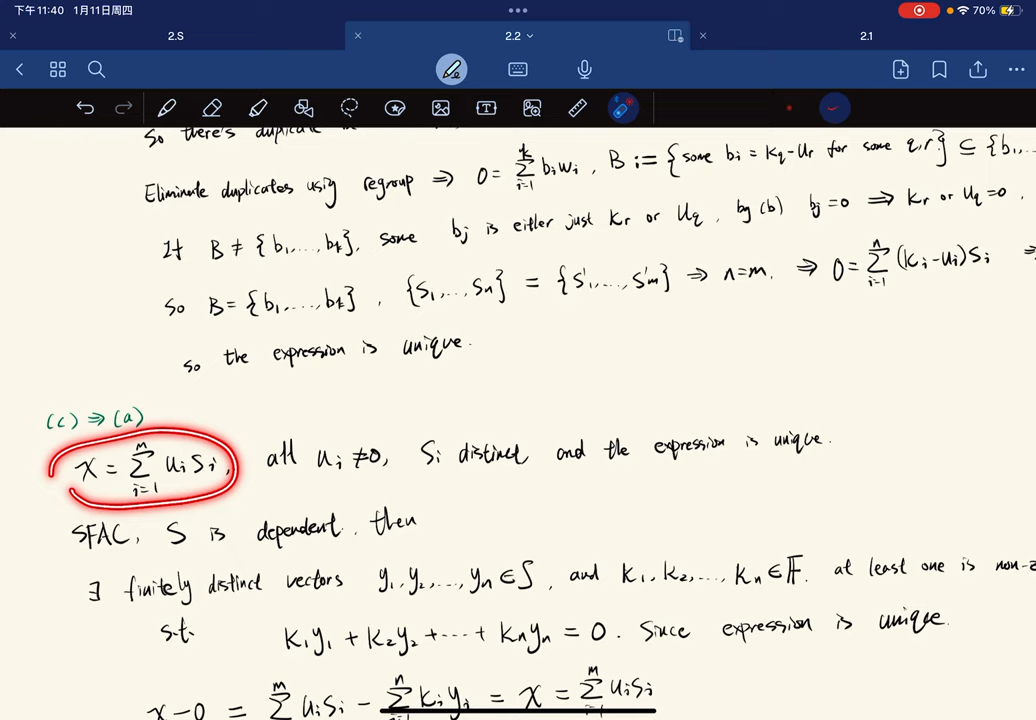 下午11:40 1月11日周四
70%
2.S
2.2
2.1
So there's duplicate
Eliminate duplicates using regroup ⇒ 0 = ∑_{i=1}^{k} b_i w_i , B := {some b_i = k_q - u_r for some q,r} ⊆ {b_1,...
If B ≠ {b_1,...,b_k}, some b_j is either just k_r or u_q , by (b) b_j = 0 ⇒ k_r or u_q = 0 .
so B = {b_1,...,b_k} , {s_1,...,s_n} = {s'_1,...,s'_m} ⇒ n = m. ⇒ 0 = ∑_{i=1}^{n} (k_i - u_i) s_i ⇒
so the expression is unique.
(c) ⇒ (a)
x = ∑_{i=1}^{m} u_i s_i , all u_i ≠ 0, s_i distinct and the expression is unique.
SFAC, S is dependent, then
∃ finitely distinct vectors y_1, y_2, ..., y_n ∈ S, and k_1, k_2, ..., k_n ∈ 𝔽. at least one is non-z
s.t. k_1 y_1 + k_2 y_2 + ... + k_n y_n = 0 . Since expression is unique.
x - 0 = ∑^{m} u_i s_i - ∑^{n} k_i y_i = x = ∑^{m} u_i s_i